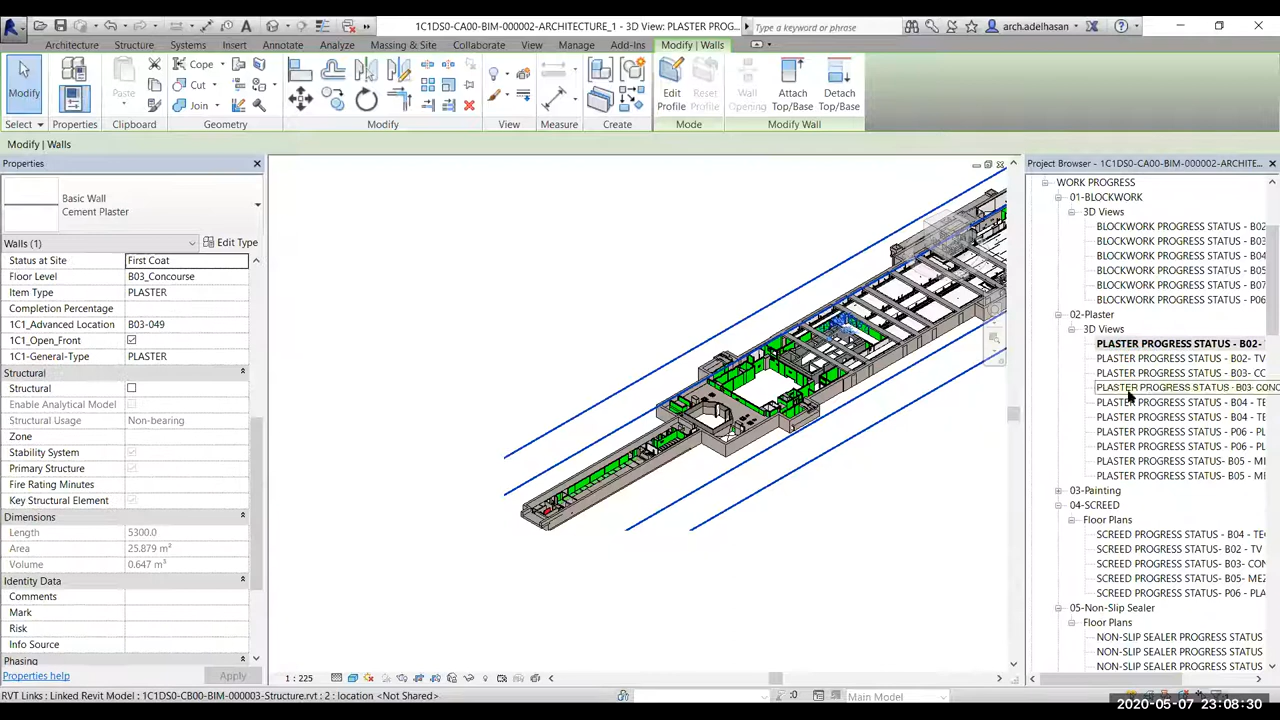 1C1DS0-CA00-BIM-000002-ARCHITECTURE_1 - 3D View: PLASTER PROG...
Type a keyword or phrase
arch.adelhasan
Architecture Structure Systems Insert Annotate Analyze Massing & Site Collaborate View Manage Add-Ins Modify | Walls
Modify
Paste
Cope
Cut
Join
Edit Profile
Reset Profile
Wall Opening
Attach Top/Base
Detach Top/Base
Select Properties Clipboard Geometry Modify View Measure Create Mode Modify Wall
Modify | Walls
Properties
Basic Wall
Cement Plaster
Walls (1) Edit Type
Status at Site First Coat
Floor Level B03_Concourse
Item Type PLASTER
Completion Percentage
1C1_Advanced Location B03-049
1C1_Open_Front
1C1-General-Type PLASTER
Structural
Structural
Enable Analytical Model
Structural Usage Non-bearing
Zone
Stability System
Primary Structure
Fire Rating Minutes
Key Structural Element
Dimensions
Length 5300.0
Area 25.879 m²
Volume 0.647 m³
Identity Data
Comments
Mark
Risk
Info Source
Phasing
Properties help Apply
1 : 225
RVT Links : Linked Revit Model : 1C1DS0-CB00-BIM-000003-Structure.rvt : 2 : location <Not Shared>
:0
Main Model
Project Browser - 1C1DS0-CA00-BIM-000002-ARCHITE...
WORK PROGRESS
01-BLOCKWORK
3D Views
BLOCKWORK PROGRESS STATUS - B02
BLOCKWORK PROGRESS STATUS - B03
BLOCKWORK PROGRESS STATUS - B04
BLOCKWORK PROGRESS STATUS - B05
BLOCKWORK PROGRESS STATUS - B07
BLOCKWORK PROGRESS STATUS - P06
02-Plaster
3D Views
PLASTER PROGRESS STATUS - B02-
PLASTER PROGRESS STATUS - B02- TV
PLASTER PROGRESS STATUS - B03- CO
PLASTER PROGRESS STATUS - B03- CONC
PLASTER PROGRESS STATUS - B04 - TE
PLASTER PROGRESS STATUS - B04 - TE
PLASTER PROGRESS STATUS - P06 - PL
PLASTER PROGRESS STATUS - P06 - PL
PLASTER PROGRESS STATUS- B05 - ME
PLASTER PROGRESS STATUS- B05 - ME
03-Painting
04-SCREED
Floor Plans
SCREED PROGRESS STATUS - B04 - TE
SCREED PROGRESS STATUS - B02 - TV
SCREED PROGRESS STATUS- B03- CON
SCREED PROGRESS STATUS- B05- MEZ
SCREED PROGRESS STATUS- P06 - PLA
05-Non-Slip Sealer
Floor Plans
NON-SLIP SEALER PROGRESS STATUS
NON-SLIP SEALER PROGRESS STATUS
NON-SLIP SEALER PROGRESS STATUS
2020-05-07 23:08:30